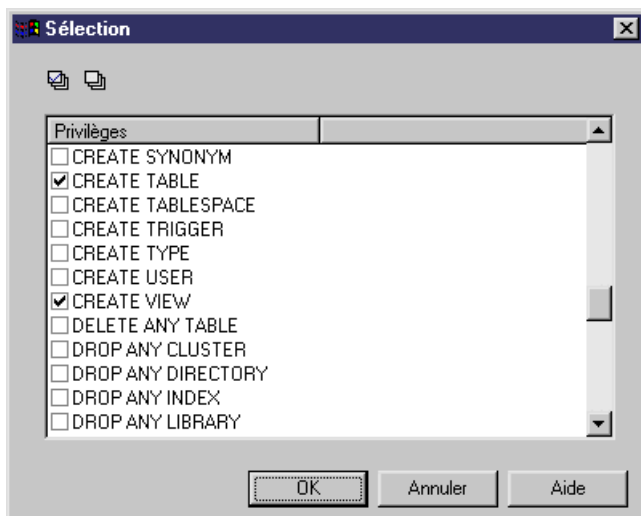 Sélection
Privilèges
CREATE SYNONYM
CREATE TABLE
CREATE TABLESPACE
CREATE TRIGGER
CREATE TYPE
CREATE USER
CREATE VIEW
DELETE ANY TABLE
DROP ANY CLUSTER
DROP ANY DIRECTORY
DROP ANY INDEX
DROP ANY LIBRARY
OK Annuler Aide